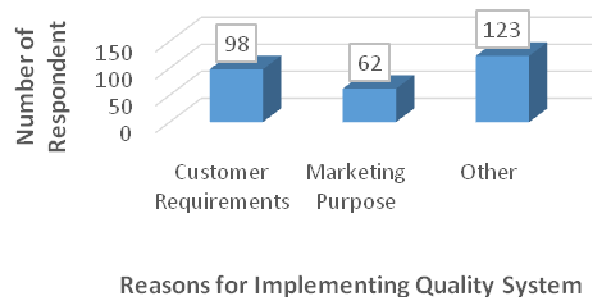 Number of
Respondent
150
100
50
0
98
62
123
Customer
Requirements
Marketing
Purpose
Other
Reasons for Implementing Quality System